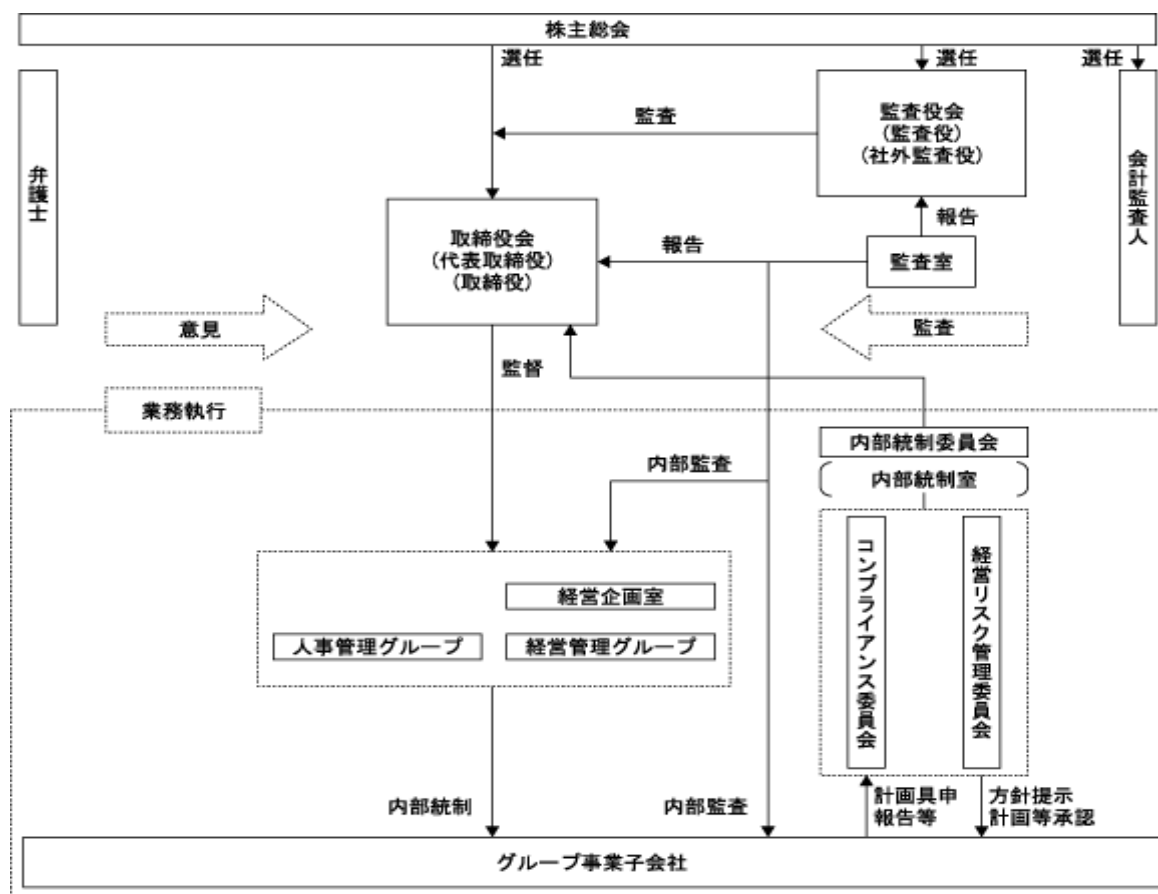 株主総会
選任
選任
選任
弁護士
監査
監査役会
(監査役)
(社外監査役)
会計監査人
取締役会
(代表取締役)
(取締役)
報告
報告
監査室
意見
監査
監督
業務執行
内部統制委員会
内部監査
内部統制室
コンプライアンス委員会
経営リスク管理委員会
経営企画室
人事管理グループ
経営管理グループ
内部統制
内部監査
計画具申
報告等
方針提示
計画等承認
グループ事業子会社